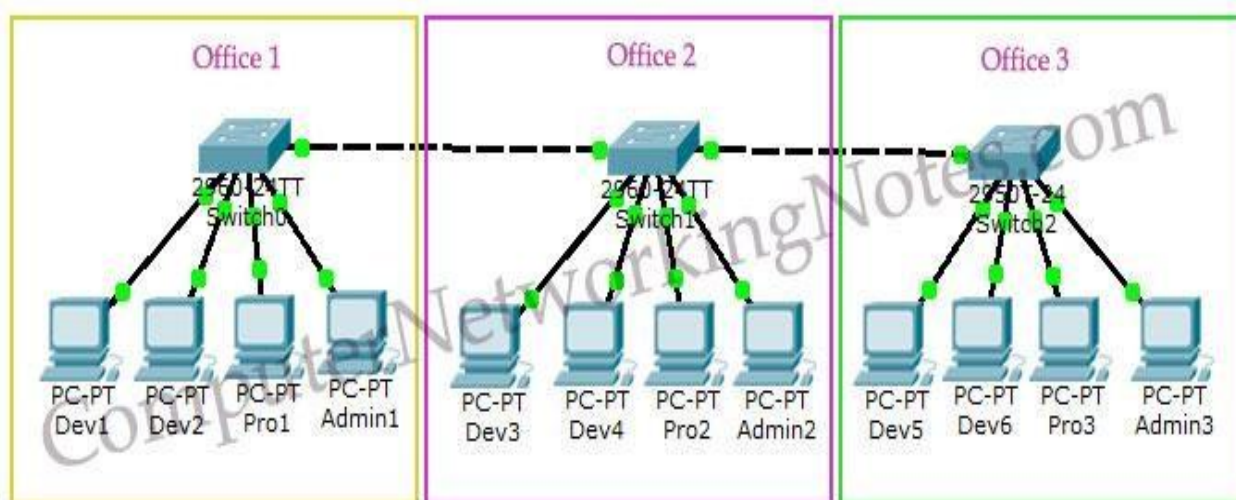 Office 1
Office 2
Office 3
2960-24TT
Switch0
2960-24TT
Switch1
2950T-24
Switch2
PC-PT
Dev1
PC-PT
Dev2
PC-PT
Pro1
PC-PT
Admin1
PC-PT
Dev3
PC-PT
Dev4
PC-PT
Pro2
PC-PT
Admin2
PC-PT
Dev5
PC-PT
Dev6
PC-PT
Pro3
PC-PT
Admin3
ComputerNetworkingNotes.com